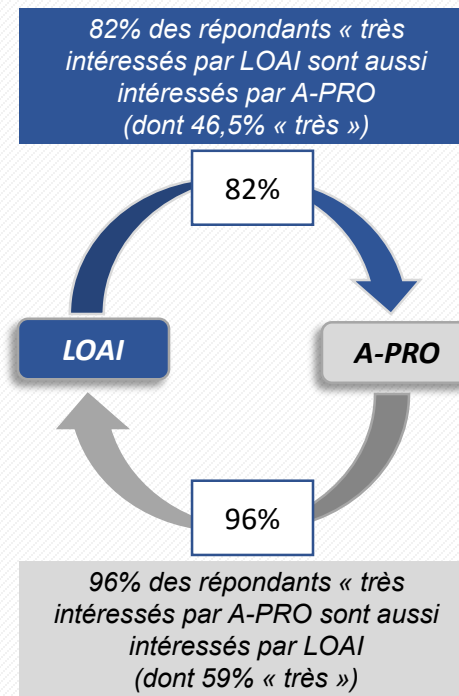 82% des répondants « très
intéressés par LOAI sont aussi
intéressés par A-PRO
(dont 46,5% « très »)
82%
LOAI
A-PRO
96%
96% des répondants « très
intéressés par A-PRO sont aussi
intéressés par LOAI
(dont 59% « très »)